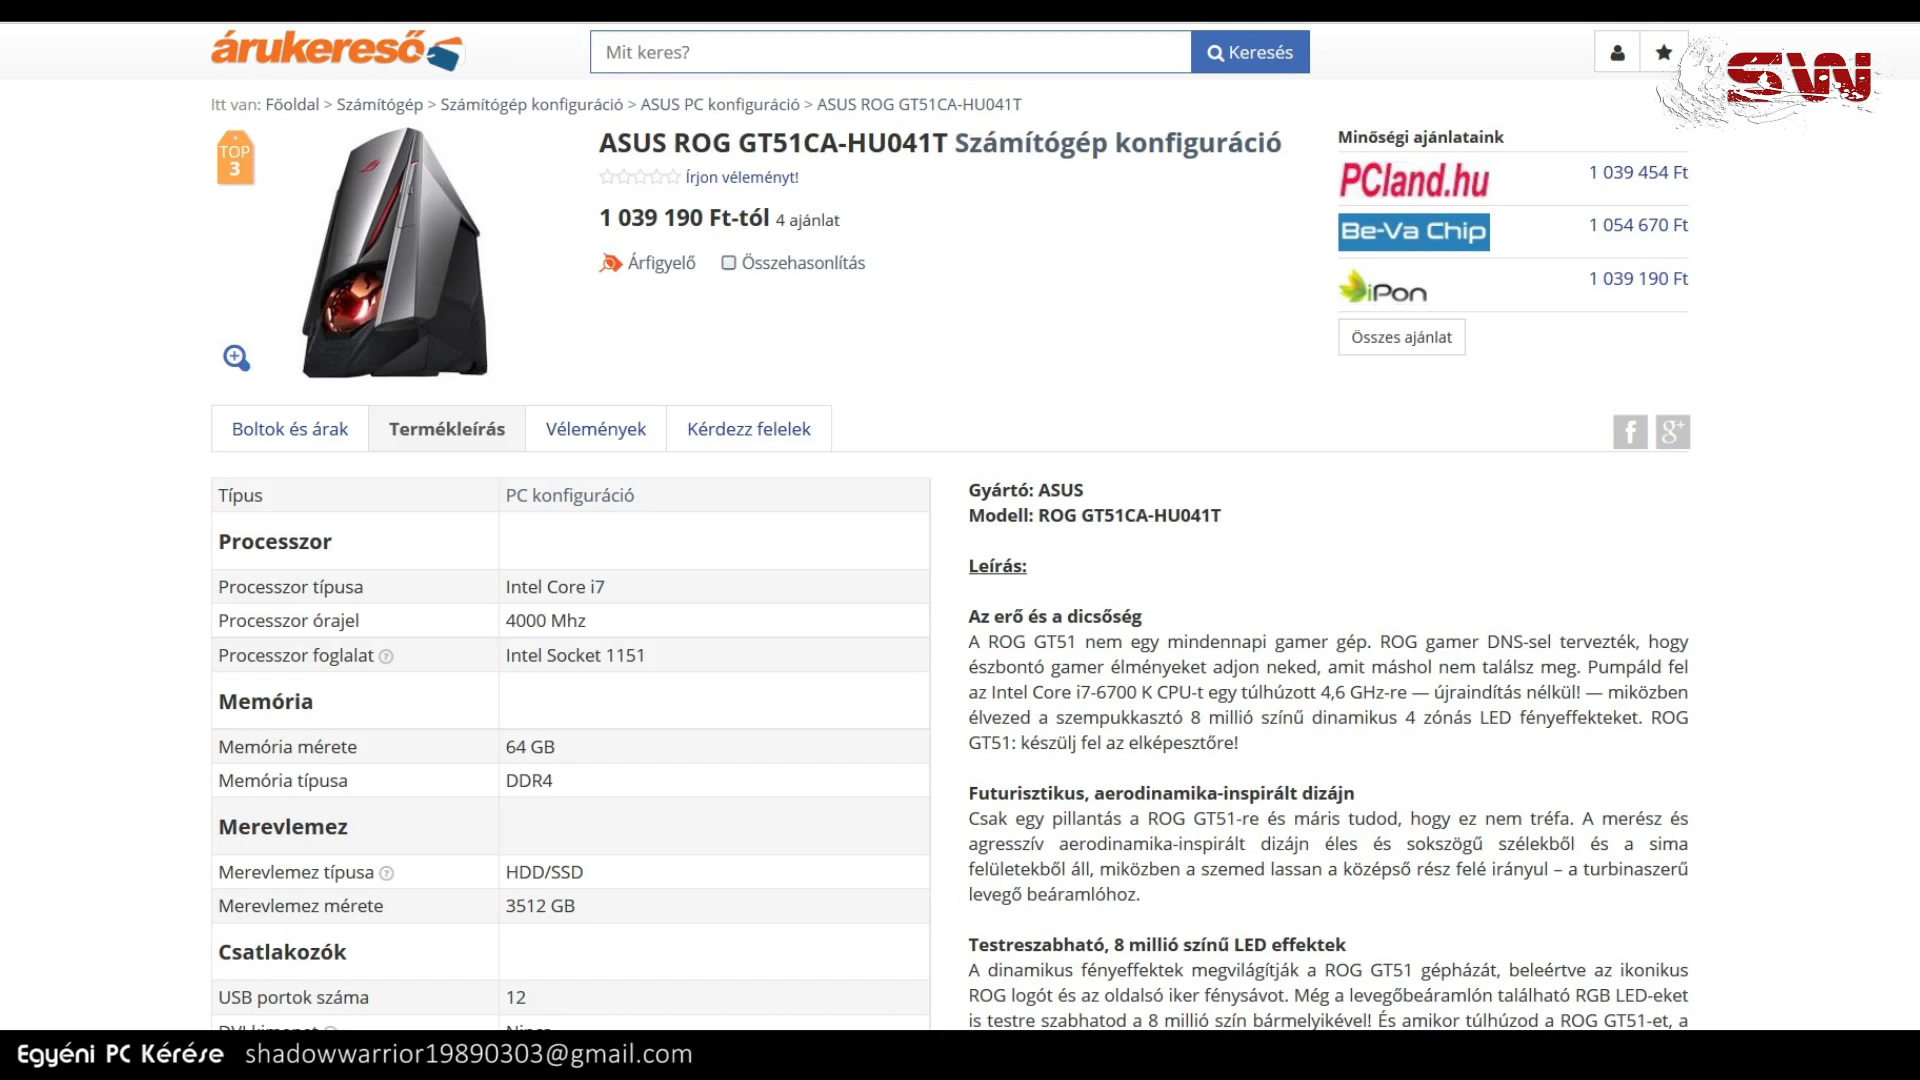 árukereső
Mit keres?
Keresés
SW
Itt van: Főoldal > Számítógép > Számítógép konfiguráció > ASUS PC konfiguráció > ASUS ROG GT51CA-HU041T
TOP
3
ASUS ROG GT51CA-HU041T Számítógép konfiguráció
Írjon véleményt!
1 039 190 Ft-tól 4 ajánlat
Árfigyelő
Összehasonlítás
Minőségi ajánlataink
PCland.hu 1 039 454 Ft
Be-Va Chip 1 054 670 Ft
iPon 1 039 190 Ft
Összes ajánlat
Boltok és árak
Termékleírás
Vélemények
Kérdezz felelek
f
g+
Típus PC konfiguráció
Processzor
Processzor típusa Intel Core i7
Processzor órajel 4000 Mhz
Processzor foglalat ? Intel Socket 1151
Memória
Memória mérete 64 GB
Memória típusa DDR4
Merevlemez
Merevlemez típusa ? HDD/SSD
Merevlemez mérete 3512 GB
Csatlakozók
USB portok száma 12
Gyártó: ASUS
Modell: ROG GT51CA-HU041T
Leírás:
Az erő és a dicsőség
A ROG GT51 nem egy mindennapi gamer gép. ROG gamer DNS-sel tervezték, hogy
észbontó gamer élményeket adjon neked, amit máshol nem találsz meg. Pumpáld fel
az Intel Core i7-6700 K CPU-t egy túlhúzott 4,6 GHz-re — újraindítás nélkül! — miközben
élvezed a szempukkasztó 8 millió színű dinamikus 4 zónás LED fényeffekteket. ROG
GT51: készülj fel az elképesztőre!
Futurisztikus, aerodinamika-inspirált dizájn
Csak egy pillantás a ROG GT51-re és máris tudod, hogy ez nem tréfa. A merész és
agresszív aerodinamika-inspirált dizájn éles és sokszögű szélekből és a sima
felületekből áll, miközben a szemed lassan a középső rész felé irányul – a turbinaszerű
levegő beáramlóhoz.
Testreszabható, 8 millió színű LED effektek
A dinamikus fényeffektek megvilágítják a ROG GT51 gépházát, beleértve az ikonikus
ROG logót és az oldalsó iker fénysávot. Még a levegőbeáramlón található RGB LED-eket
is testre szabhatod a 8 millió szín bármelyikével! És amikor túlhúzod a ROG GT51-et, a
Egyéni PC Kérése shadowwarrior19890303@gmail.com